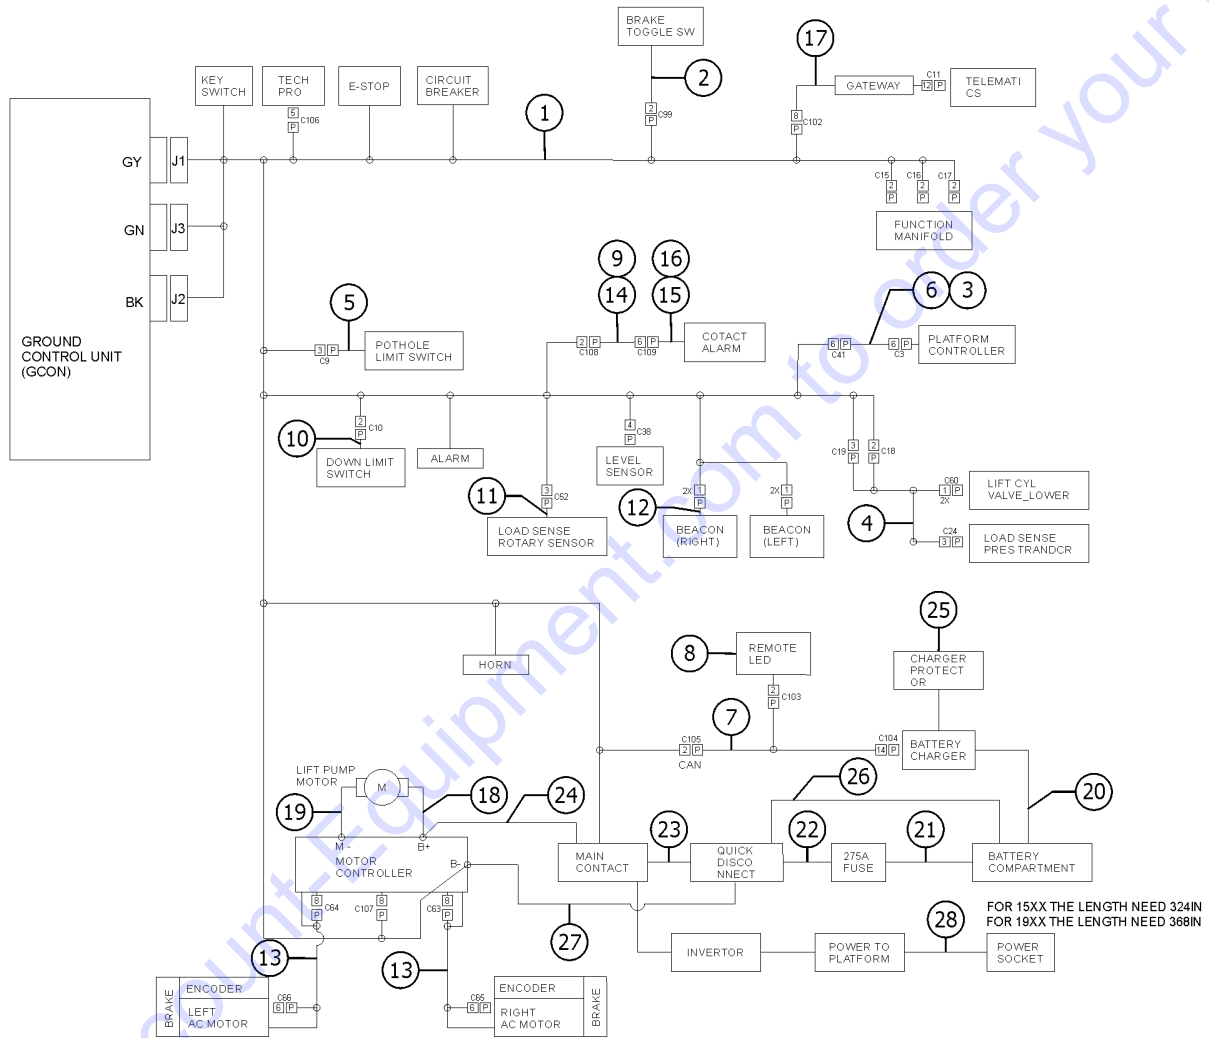 BRAKE
TOGGLE SW
17
2
KEY
SWITCH
TECH
PRO
E-STOP
CIRCUIT
BREAKER
GATEWAY
C11
12 P
TELEMATI
CS
5
P
C106
1
2
P
C99
8
P
C102
GY
J1
C15
2
P
C16
2
P
C17
2
P
GN
J3
FUNCTION
MANIFOLD
BK
J2
9
16
14
15
6
3
5
GROUND
CONTROL UNIT
(GCON)
3 P
C9
POTHOLE
LIMIT SWITCH
2 P
C108
6 P
C109
COTACT
ALARM
6 P
C41
6 P
C3
PLATFORM
CONTROLLER
10
2
P
C10
DOWN LIMIT
SWITCH
ALARM
4
P
C38
LEVEL
SENSOR
C19
3
P
2
P
C18
11
3
P
C52
LOAD SENSE
ROTARY SENSOR
12
2X
1
P
2X
1
P
BEACON
(RIGHT)
BEACON
(LEFT)
4
C60
1 P
2X
LIFT CYL
VALVE_LOWER
C24
3 P
LOAD SENSE
PRES TRANDCR
25
HORN
8
REMOTE
LED
CHARGER
PROTECT
OR
2
P
C103
7
C105
2 P
CAN
C104
14 P
BATTERY
CHARGER
LIFT PUMP
MOTOR
M
19
18
24
26
20
23
22
21
M -
B+
MOTOR
CONTROLLER
B-
MAIN
CONTACT
QUICK
DISCO
NNECT
275A
FUSE
BATTERY
COMPARTMENT
8
P
C64
8
P
C107
8
P
C63
27
28
FOR 15XX THE LENGTH NEED 324IN
FOR 19XX THE LENGTH NEED 368IN
13
13
INVERTOR
POWER TO
PLATFORM
POWER
SOCKET
BRAKE
ENCODER
LEFT
AC MOTOR
C66
6 P
C65
6 P
ENCODER
RIGHT
AC MOTOR
BRAKE
count-Equipment.com to order your